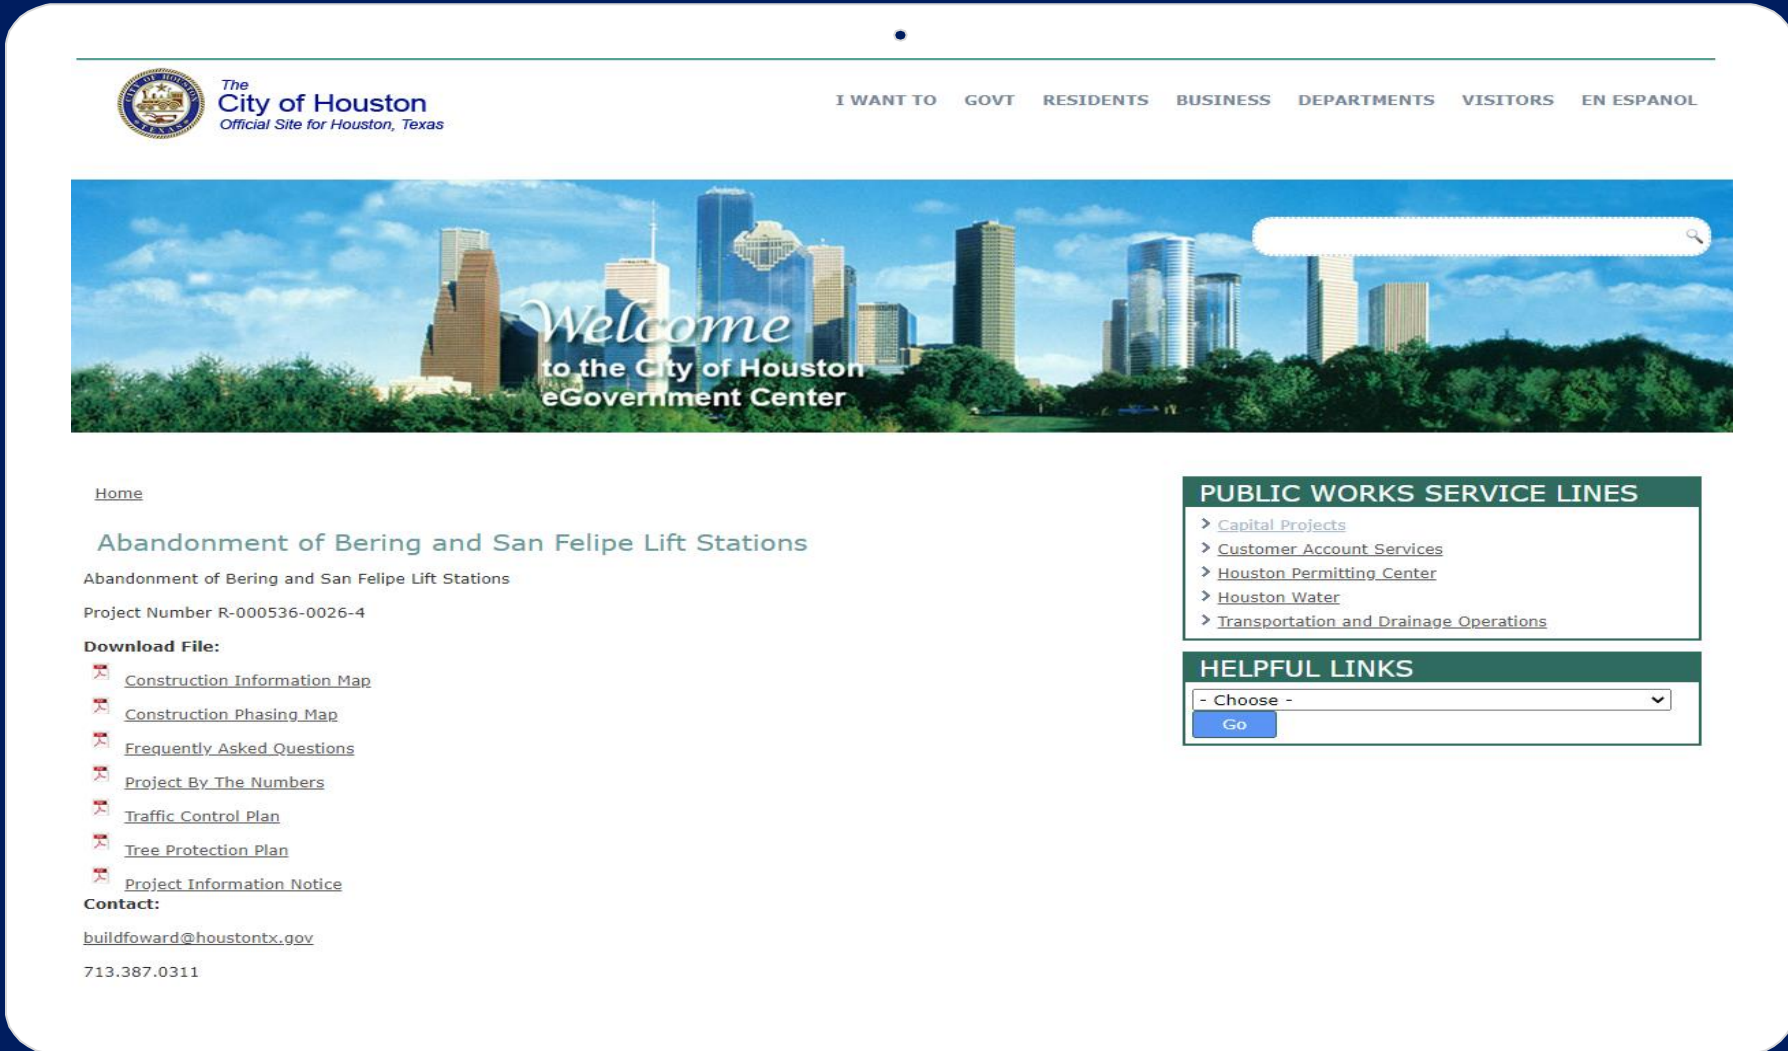 The
City of Houston
Official Site for Houston, Texas
I WANT TO GOVT RESIDENTS BUSINESS DEPARTMENTS VISITORS EN ESPANOL
Welcome
to the City of Houston
eGovernment Center
Home
Abandonment of Bering and San Felipe Lift Stations
Abandonment of Bering and San Felipe Lift Stations
Project Number R-000536-0026-4
Download File:
Construction Information Map
Construction Phasing Map
Frequently Asked Questions
Project By The Numbers
Traffic Control Plan
Tree Protection Plan
Project Information Notice
Contact:
buildfoward@houstontx.gov
713.387.0311
PUBLIC WORKS SERVICE LINES
Capital Projects
Customer Account Services
Houston Permitting Center
Houston Water
Transportation and Drainage Operations
HELPFUL LINKS
- Choose -
Go